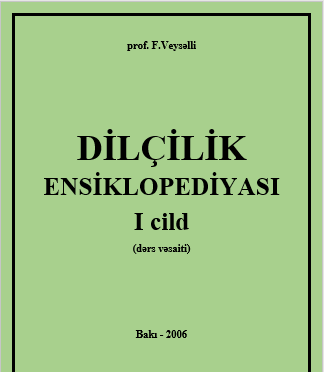 prof. F.Veysəlli
DİLÇİLİK
ENSİKLOPEDİYASI
I cild
(dərs vəsaiti)
Bakı - 2006